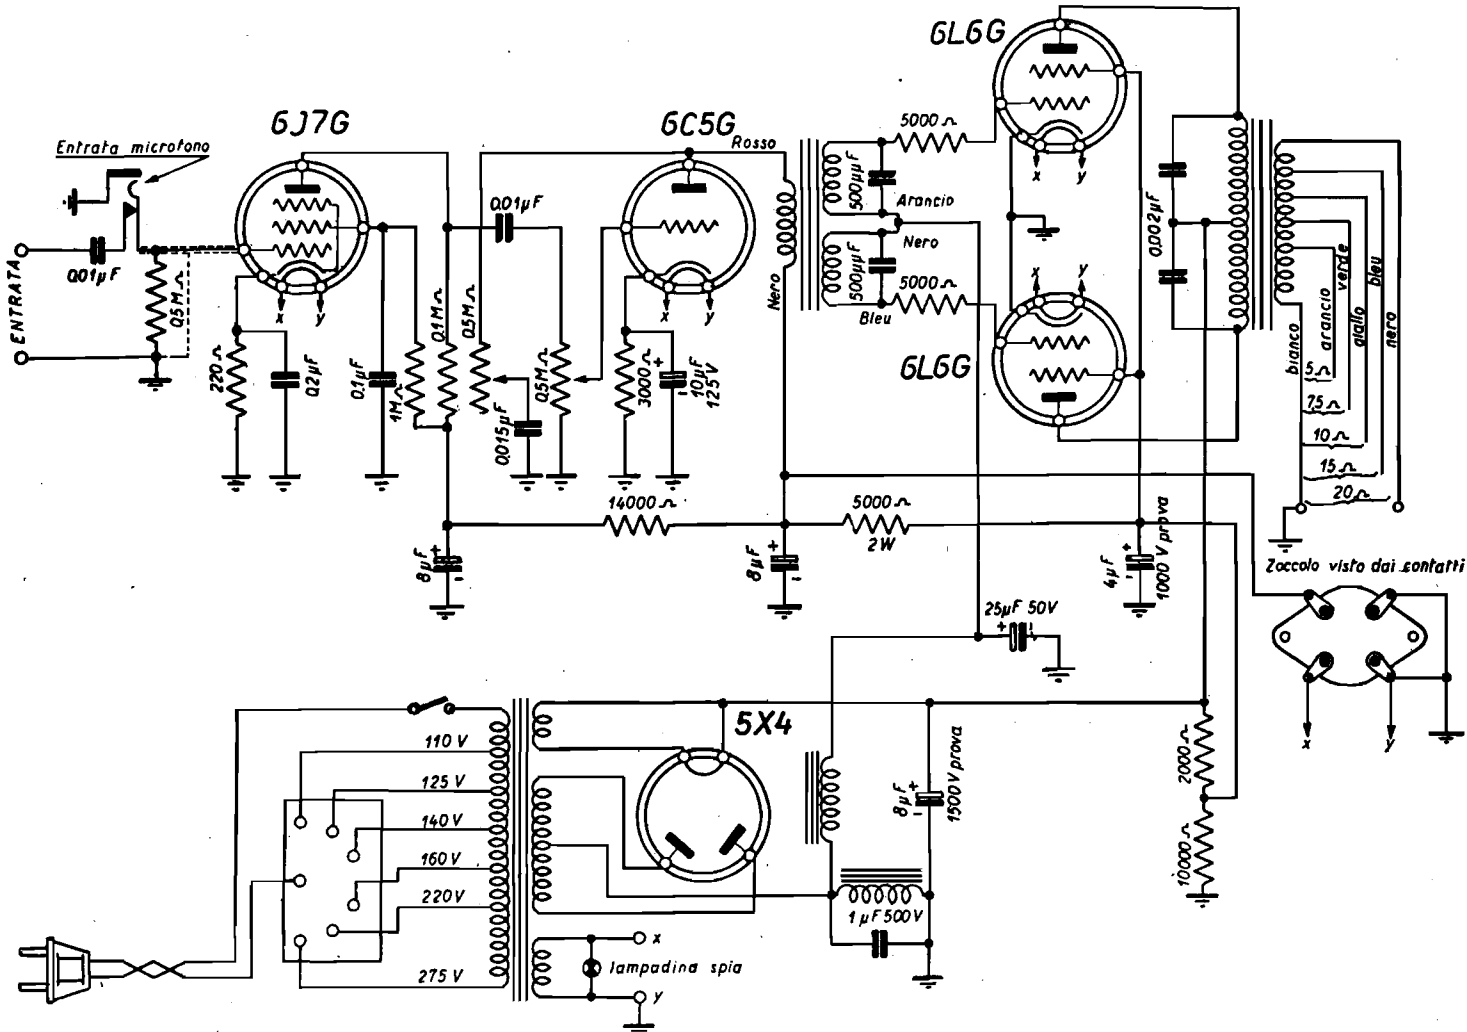 6J7G
6C5G
6L6G
6L6G
Entrata microfono
ENTRATA
0.01µF
0.5MΩ
220Ω
0.2µF
x
y
0.1µF
1MΩ
0.1MΩ
0.5MΩ
0.01µF
0.015µF
0.5MΩ
x
y
3000Ω
+
-
10µF
125V
Rosso
Nero
500µµF
500µµF
Arancio
Nero
Bleu
5000Ω
5000Ω
x
y
x
y
0.002µF
bianco
arancio
verde
giallo
bleu
nero
5Ω
7,5Ω
10Ω
15Ω
20Ω
14000Ω
5000Ω
2W
8µF
+
-
8µF
+
-
4µF
+
-
1000V prova
25µF 50V
+
-
Zoccolo visto dai contatti
x
y
110V
125V
140V
160V
220V
275V
5X4
8µF
+
-
1500V prova
1µF 500V
2000Ω
10000Ω
x
lampadina spia
y